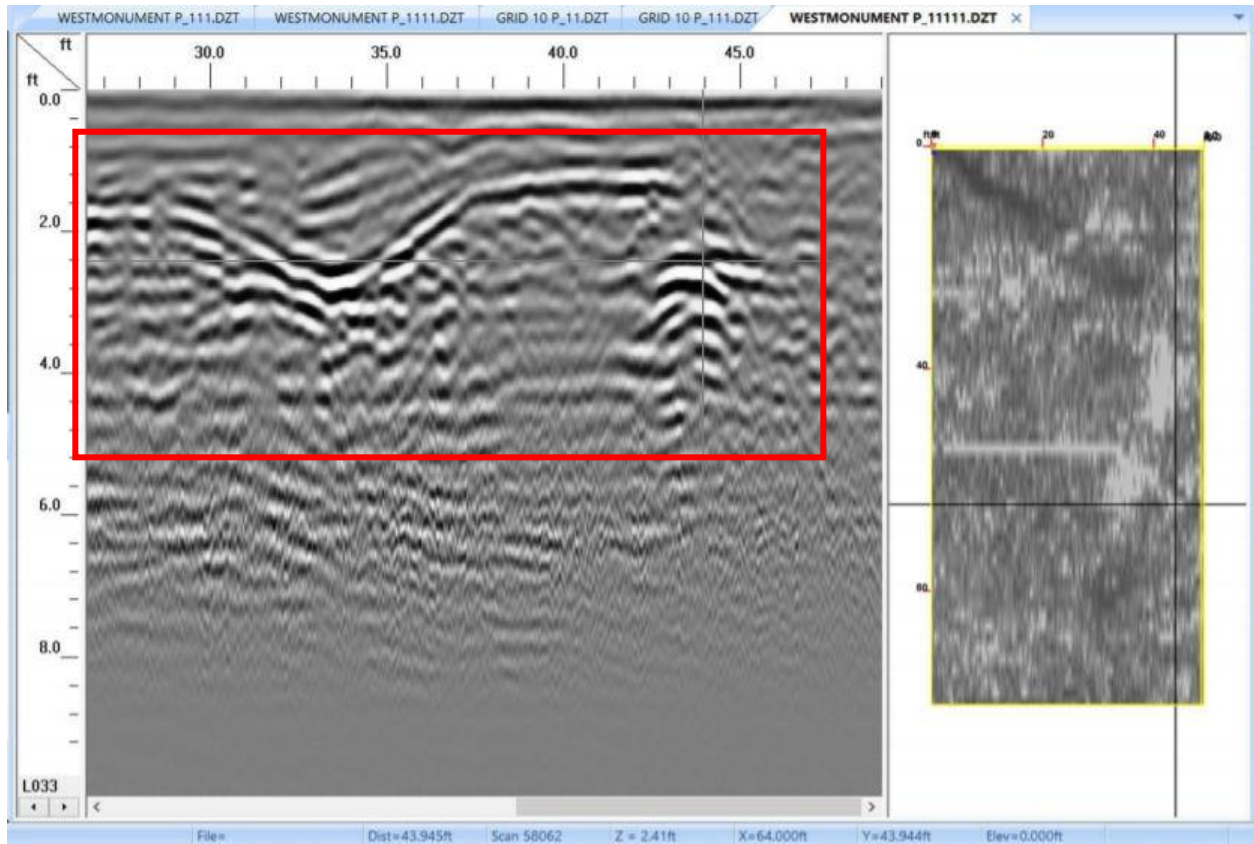 WESTMONUMENT P_111.DZT WESTMONUMENT P_1111.DZT GRID 10 P_11.DZT GRID 10 P_111.DZT WESTMONUMENT P_11111.DZT ×
ft 30.0 35.0 40.0 45.0
ft
0.0
2.0
4.0
6.0
8.0
L033
0 20 40
40
File= Dist=43.945ft Scan 58062 Z = 2.41ft X=64.000ft Y=43.944ft Elev=0.000ft